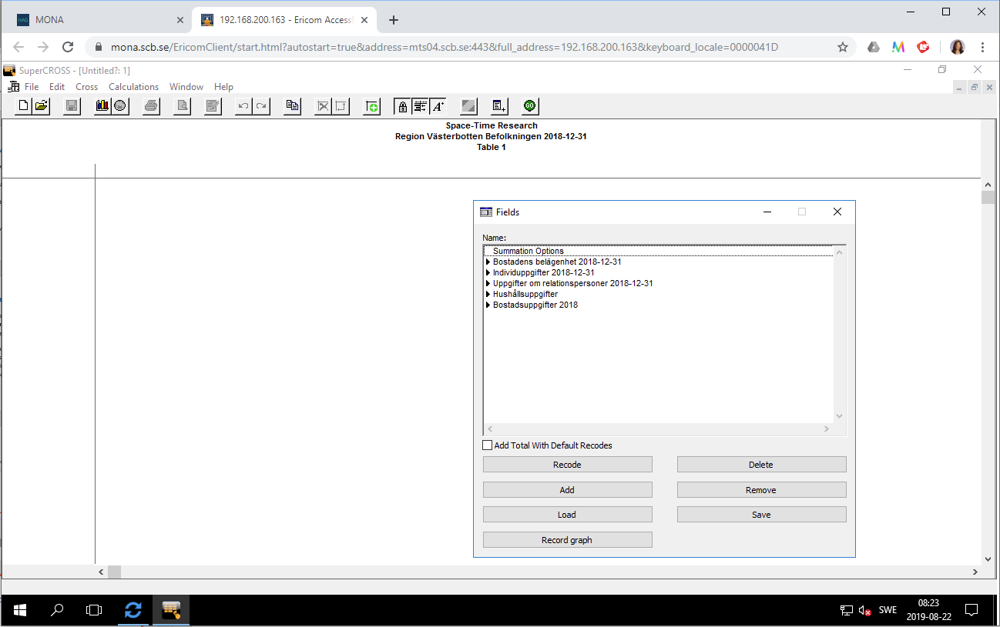 MONA
192.168.200.163 - Ericom Access
mona.scb.se/EricomClient/start.html?autostart=true&address=mts04.scb.se:443&full_address=192.168.200.163&keyboard_locale=0000041D
SuperCROSS - [Untitled?: 1]
File Edit Cross Calculations Window Help
GO
Space-Time Research
Region Västerbotten Befolkningen 2018-12-31
Table 1
Fields
Name:
Summation Options
Bostadens belägenhet 2018-12-31
Individuppgifter 2018-12-31
Uppgifter om relationspersoner 2018-12-31
Hushållsuppgifter
Bostadsuppgifter 2018
Add Total With Default Recodes
Recode Delete
Add Remove
Load Save
Record graph
SWE
08:23
2019-08-22